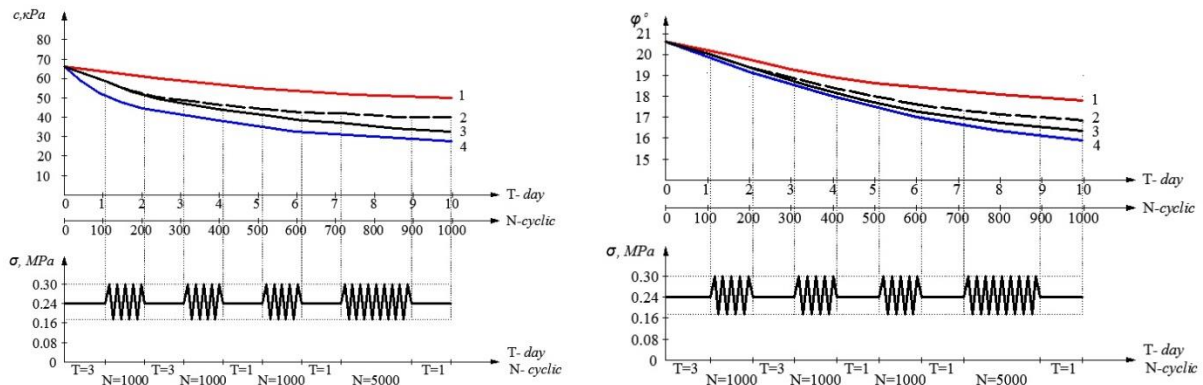 c,кPa
80
70
60
50
40
30
20
10
1
2
3
4
T- day
0 1 2 3 4 5 6 7 8 9 10
N-cyclic
0 100 200 300 400 500 600 700 800 900 1000
σ, MPa
0.30
0.24
0.16
0.08
0
T- day
N- cyclic
T=3 N=1000 T=3 N=1000 T=1 N=1000 T=1 N=5000 T=1
φ°
21
20
19
18
17
16
15
1
2
3
4
T- day
0 1 2 3 4 5 6 7 8 9 10
N-cyclic
0 100 200 300 400 500 600 700 800 900 1000
σ, MPa
0.30
0.24
0.16
0.08
0
T- day
N- cyclic
T=3 N=1000 T=3 N=1000 T=1 N=1000 T=1 N=5000 T=1